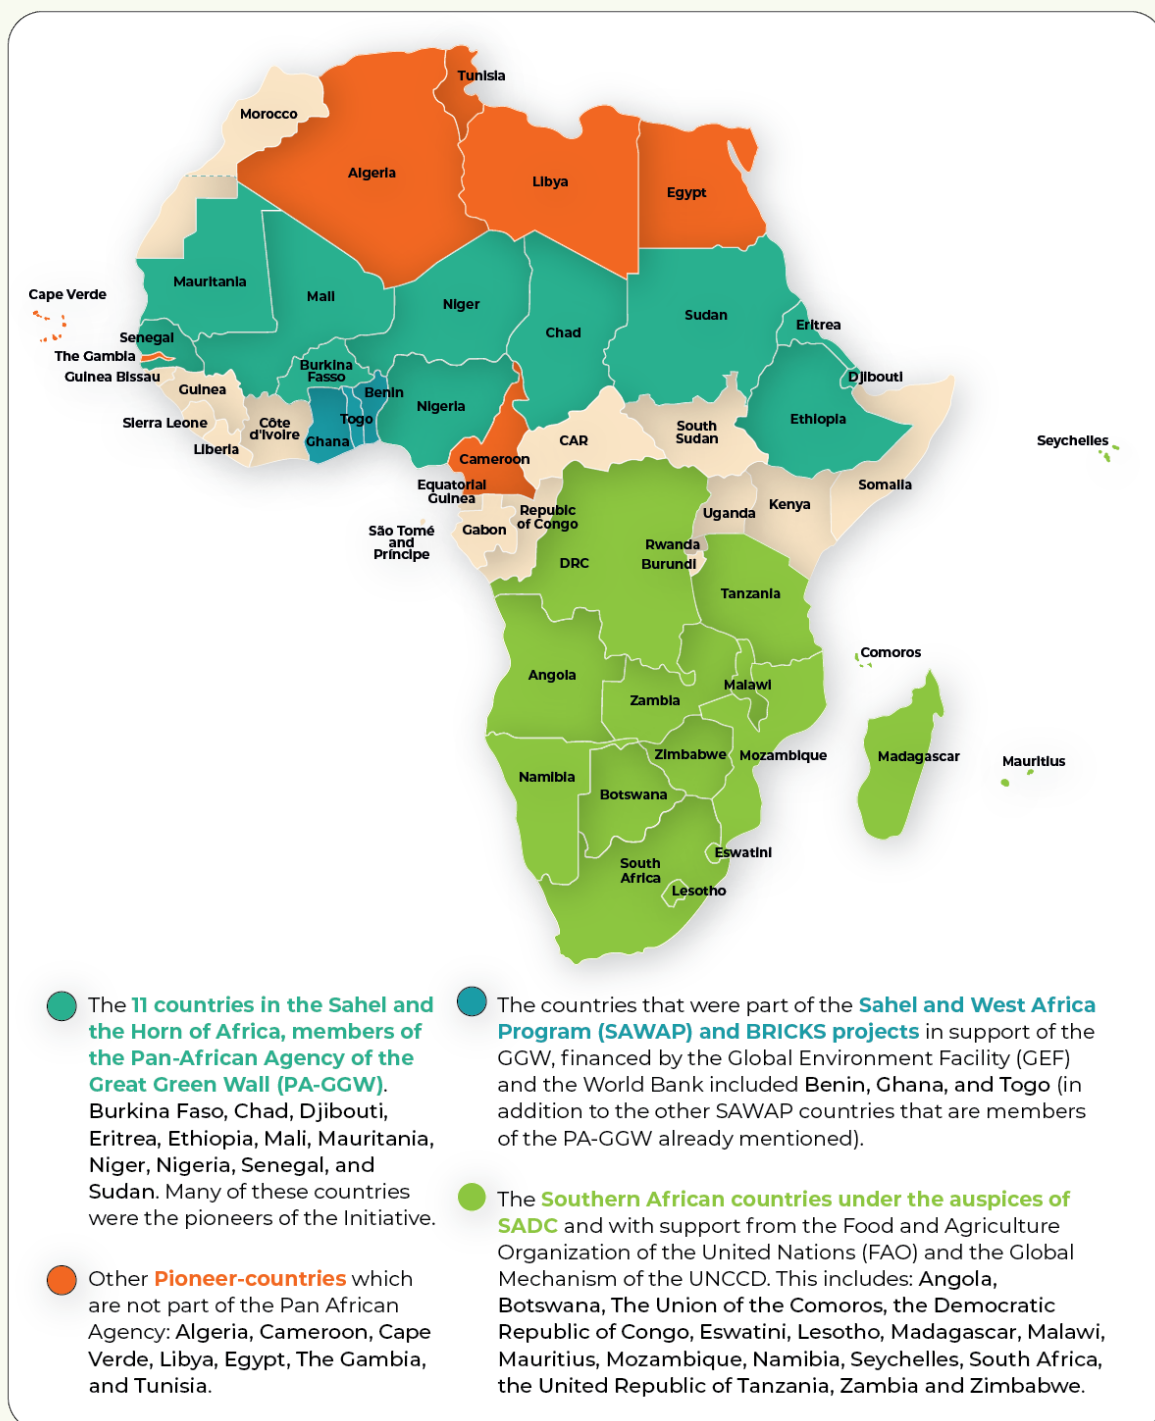 Tunisia
Morocco
Algeria
Libya
Egypt
Mauritania
Mali
Niger
Chad
Sudan
Eritrea
Cape Verde
Senegal
The Gambia
Guinea Bissau
Guinea
Burkina
Fasso
Benin
Djibouti
Sierra Leone
Côte
d'Ivoire
Togo
Ghana
Nigeria
Ethiopia
Liberia
Cameroon
CAR
South
Sudan
Seychelles
Equatorial
Guinea
Somalia
São Tomé
and
Príncipe
Gabon
Republic
of Congo
Uganda
Kenya
Rwanda
Burundi
DRC
Tanzania
Comoros
Angola
Zambia
Malawi
Zimbabwe
Mozambique
Madagascar
Mauritius
Namibia
Botswana
South
Africa
Eswatini
Lesotho
The 11 countries in the Sahel and
the Horn of Africa, members of
the Pan-African Agency of the
Great Green Wall (PA-GGW).
Burkina Faso, Chad, Djibouti,
Eritrea, Ethiopia, Mali, Mauritania,
Niger, Nigeria, Senegal, and
Sudan. Many of these countries
were the pioneers of the Initiative.
Other Pioneer-countries which
are not part of the Pan African
Agency: Algeria, Cameroon, Cape
Verde, Libya, Egypt, The Gambia,
and Tunisia.
The countries that were part of the Sahel and West Africa
Program (SAWAP) and BRICKS projects in support of the
GGW, financed by the Global Environment Facility (GEF)
and the World Bank included Benin, Ghana, and Togo (in
addition to the other SAWAP countries that are members
of the PA-GGW already mentioned).
The Southern African countries under the auspices of
SADC and with support from the Food and Agriculture
Organization of the United Nations (FAO) and the Global
Mechanism of the UNCCD. This includes: Angola,
Botswana, The Union of the Comoros, the Democratic
Republic of Congo, Eswatini, Lesotho, Madagascar, Malawi,
Mauritius, Mozambique, Namibia, Seychelles, South Africa,
the United Republic of Tanzania, Zambia and Zimbabwe.